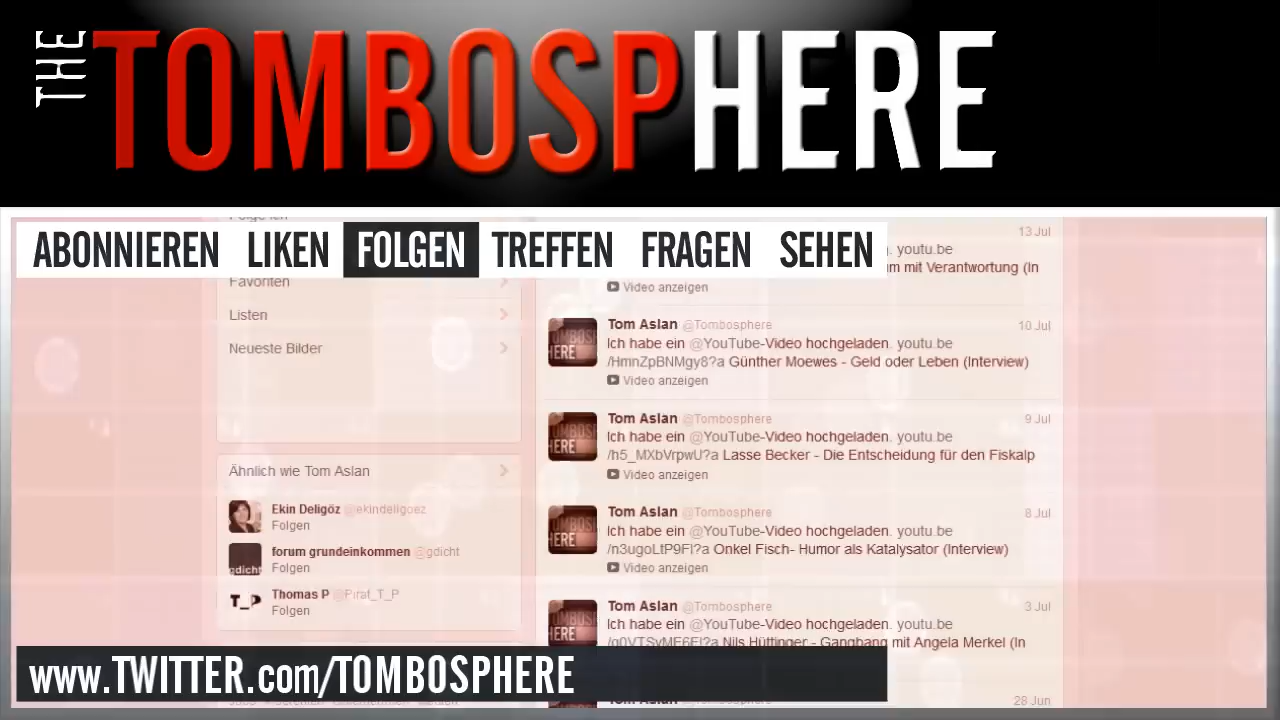 THE TOMBOSPHERE
ABONNIEREN LIKEN FOLGEN TREFFEN FRAGEN SEHEN
Favoriten
Listen
Neueste Bilder
Ähnlich wie Tom Aslan
Ekin Deligöz @ekindeligoez
Folgen
forum grundeinkommen @gdicht
Folgen
gdicht
Thomas P @Pirat_T_P
Folgen
T_P
13 Jul
youtu.be
mit Verantwortung (In
Video anzeigen
Tom Aslan @Tombosphere 10 Jul
Ich habe ein @YouTube-Video hochgeladen. youtu.be
/HmnZpBNMgy8?a Günther Moewes - Geld oder Leben (Interview)
Video anzeigen
Tom Aslan @Tombosphere 9 Jul
Ich habe ein @YouTube-Video hochgeladen. youtu.be
/h5_MXbVrpwU?a Lasse Becker - Die Entscheidung für den Fiskalp
Video anzeigen
Tom Aslan @Tombosphere 8 Jul
Ich habe ein @YouTube-Video hochgeladen. youtu.be
/n3ugoLtP9FI?a Onkel Fisch- Humor als Katalysator (Interview)
Video anzeigen
Tom Aslan @Tombosphere 3 Jul
Ich habe ein @YouTube-Video hochgeladen. youtu.be
Nils Hüttinger - Gangbang mit Angela Merkel (In
28 Jun
www.TWITTER.com/TOMBOSPHERE